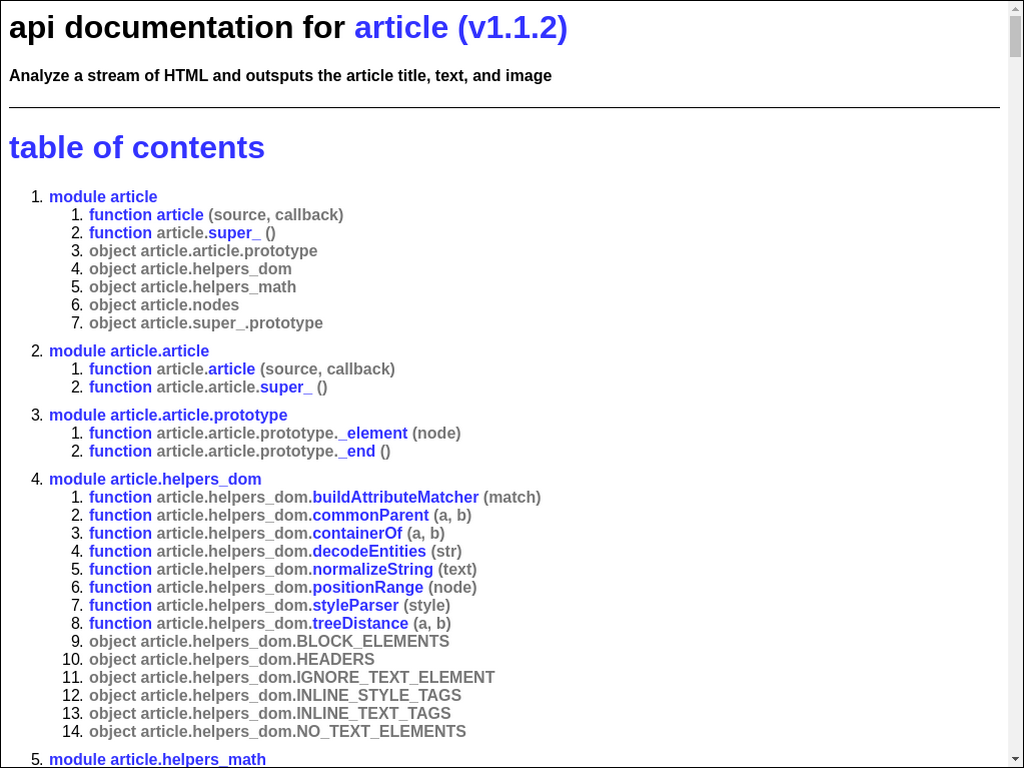 api documentation for article (v1.1.2)
Analyze a stream of HTML and outsputs the article title, text, and image
table of contents
1. module article
1. function article (source, callback)
2. function article.super_ ()
3. object article.article.prototype
4. object article.helpers_dom
5. object article.helpers_math
6. object article.nodes
7. object article.super_.prototype
2. module article.article
1. function article.article (source, callback)
2. function article.article.super_ ()
3. module article.article.prototype
1. function article.article.prototype._element (node)
2. function article.article.prototype._end ()
4. module article.helpers_dom
1. function article.helpers_dom.buildAttributeMatcher (match)
2. function article.helpers_dom.commonParent (a, b)
3. function article.helpers_dom.containerOf (a, b)
4. function article.helpers_dom.decodeEntities (str)
5. function article.helpers_dom.normalizeString (text)
6. function article.helpers_dom.positionRange (node)
7. function article.helpers_dom.styleParser (style)
8. function article.helpers_dom.treeDistance (a, b)
9. object article.helpers_dom.BLOCK_ELEMENTS
10. object article.helpers_dom.HEADERS
11. object article.helpers_dom.IGNORE_TEXT_ELEMENT
12. object article.helpers_dom.INLINE_STYLE_TAGS
13. object article.helpers_dom.INLINE_TEXT_TAGS
14. object article.helpers_dom.NO_TEXT_ELEMENTS
5. module article.helpers_math